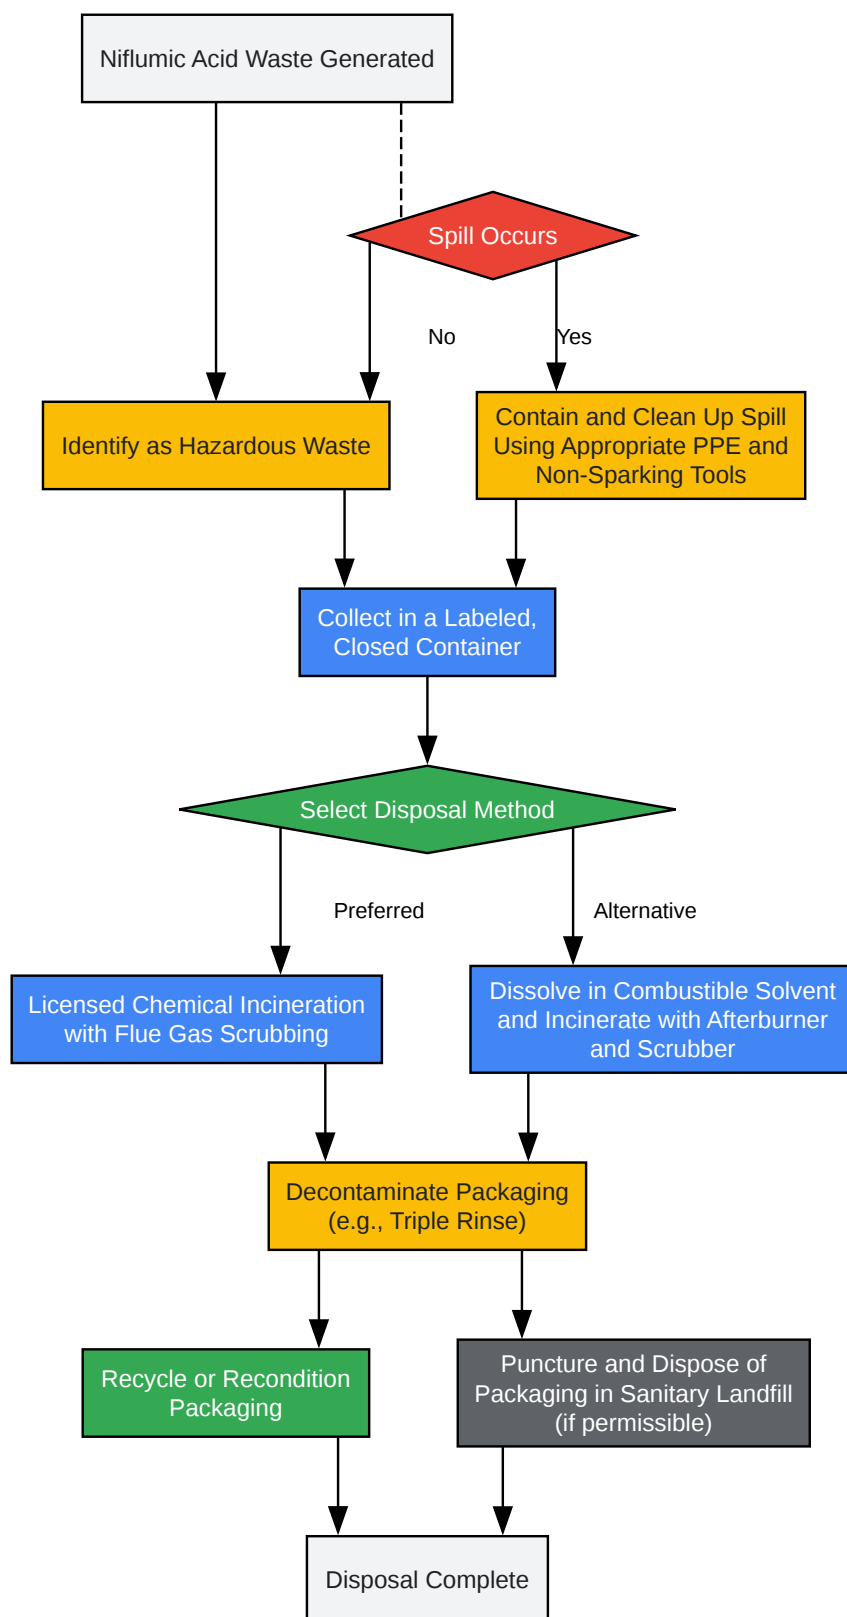 Niflumic Acid Waste Generated
Spill Occurs
No
Yes
Identify as Hazardous Waste
Contain and Clean Up Spill
Using Appropriate PPE and
Non-Sparking Tools
Collect in a Labeled,
Closed Container
Select Disposal Method
Preferred
Alternative
Licensed Chemical Incineration
with Flue Gas Scrubbing
Dissolve in Combustible Solvent
and Incinerate with Afterburner
and Scrubber
Decontaminate Packaging
(e.g., Triple Rinse)
Recycle or Recondition
Packaging
Puncture and Dispose of
Packaging in Sanitary Landfill
(if permissible)
Disposal Complete